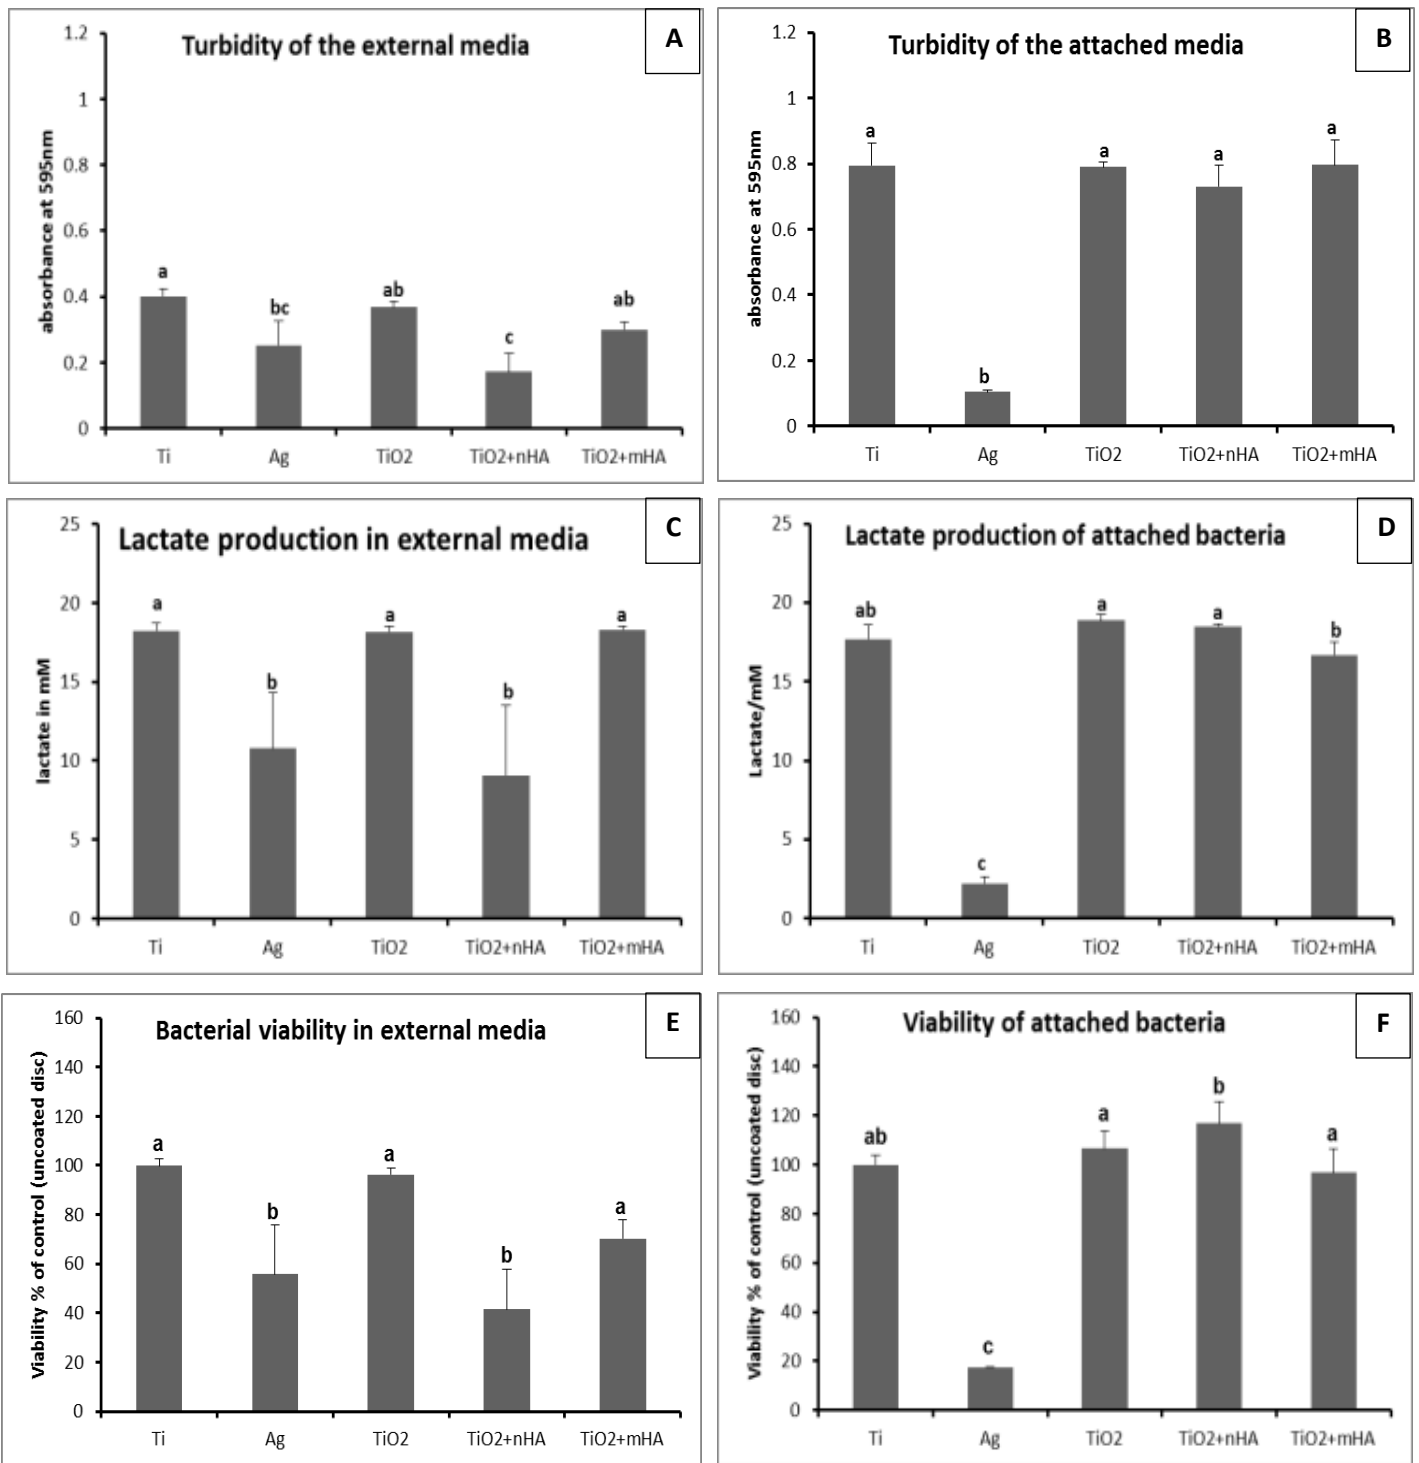 Turbidity of the external media
A
absorbance at 595nm
1.2
1
0.8
0.6
0.4
0.2
0
a
bc
ab
c
ab
Ti Ag TiO2 TiO2+nHA TiO2+mHA
Turbidity of the attached media
B
absorbance at 595nm
1.2
1
0.8
0.6
0.4
0.2
0
a
b
a
a
a
Ti Ag TiO2 TiO2+nHA TiO2+mHA
Lactate production in external media
C
lactate in mM
25
20
15
10
5
0
a
b
a
b
a
Ti Ag TiO2 TiO2+nHA TiO2+mHA
Lactate production of attached bacteria
D
Lactate/mM
25
20
15
10
5
0
ab
c
a
a
b
Ti Ag TiO2 TiO2+nHA TiO2+mHA
Bacterial viability in external media
E
Viability % of control (uncoated disc)
160
140
120
100
80
60
40
20
0
a
b
a
b
a
Ti Ag TiO2 TiO2+nHA TiO2+mHA
Viability of attached bacteria
F
Viability % of control (uncoated disc)
160
140
120
100
80
60
40
20
0
ab
c
a
b
a
Ti Ag TiO2 TiO2+nHA TiO2+mHA